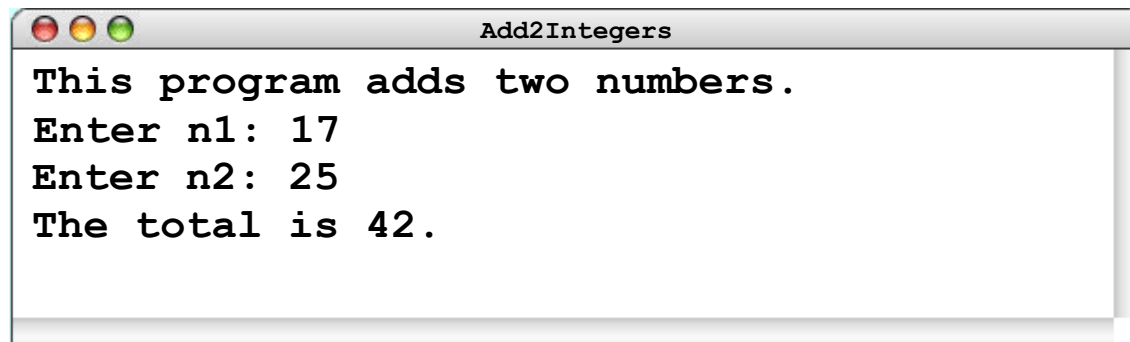 Add2Integers
This program adds two numbers.
Enter n1: 17
Enter n2: 25
The total is 42.